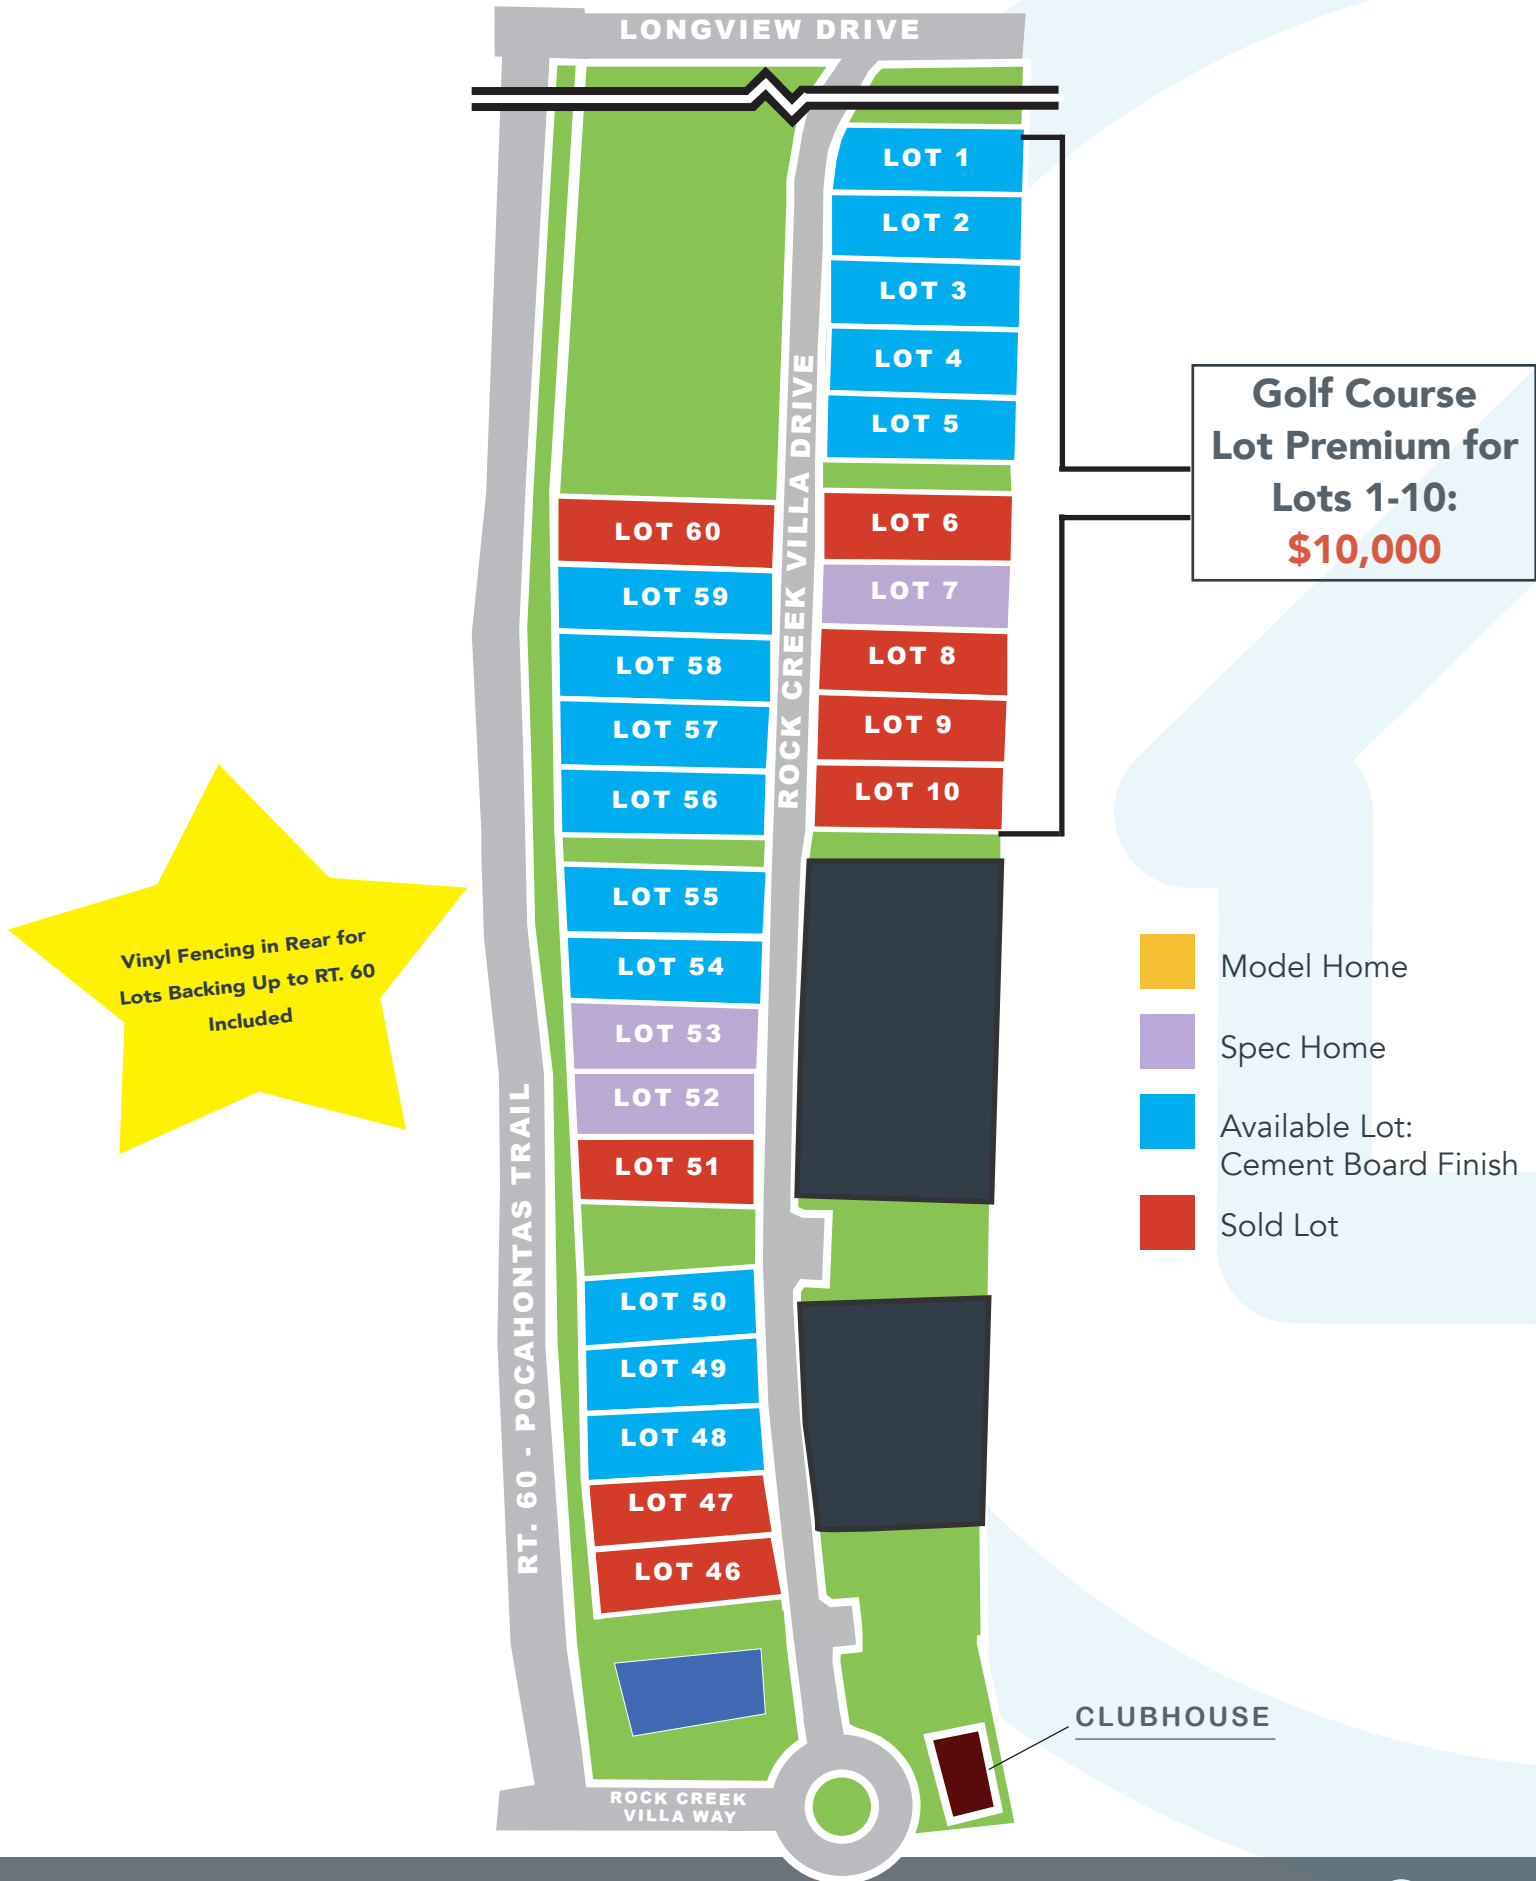 LONGVIEW DRIVE
LOT 1
LOT 2
LOT 3
LOT 4
LOT 5
LOT 6
LOT 7
LOT 8
LOT 9
LOT 10
Golf Course
Lot Premium for
Lots 1-10:
$10,000
ROCK CREEK VILLA DRIVE
LOT 60
LOT 59
LOT 58
LOT 57
LOT 56
LOT 55
LOT 54
LOT 53
LOT 52
LOT 51
LOT 50
LOT 49
LOT 48
LOT 47
LOT 46
Vinyl Fencing in Rear for
Lots Backing Up to RT. 60
Included
RT. 60 - POCAHONTAS TRAIL
Model Home
Spec Home
Available Lot:
Cement Board Finish
Sold Lot
CLUBHOUSE
ROCK CREEK
VILLA WAY